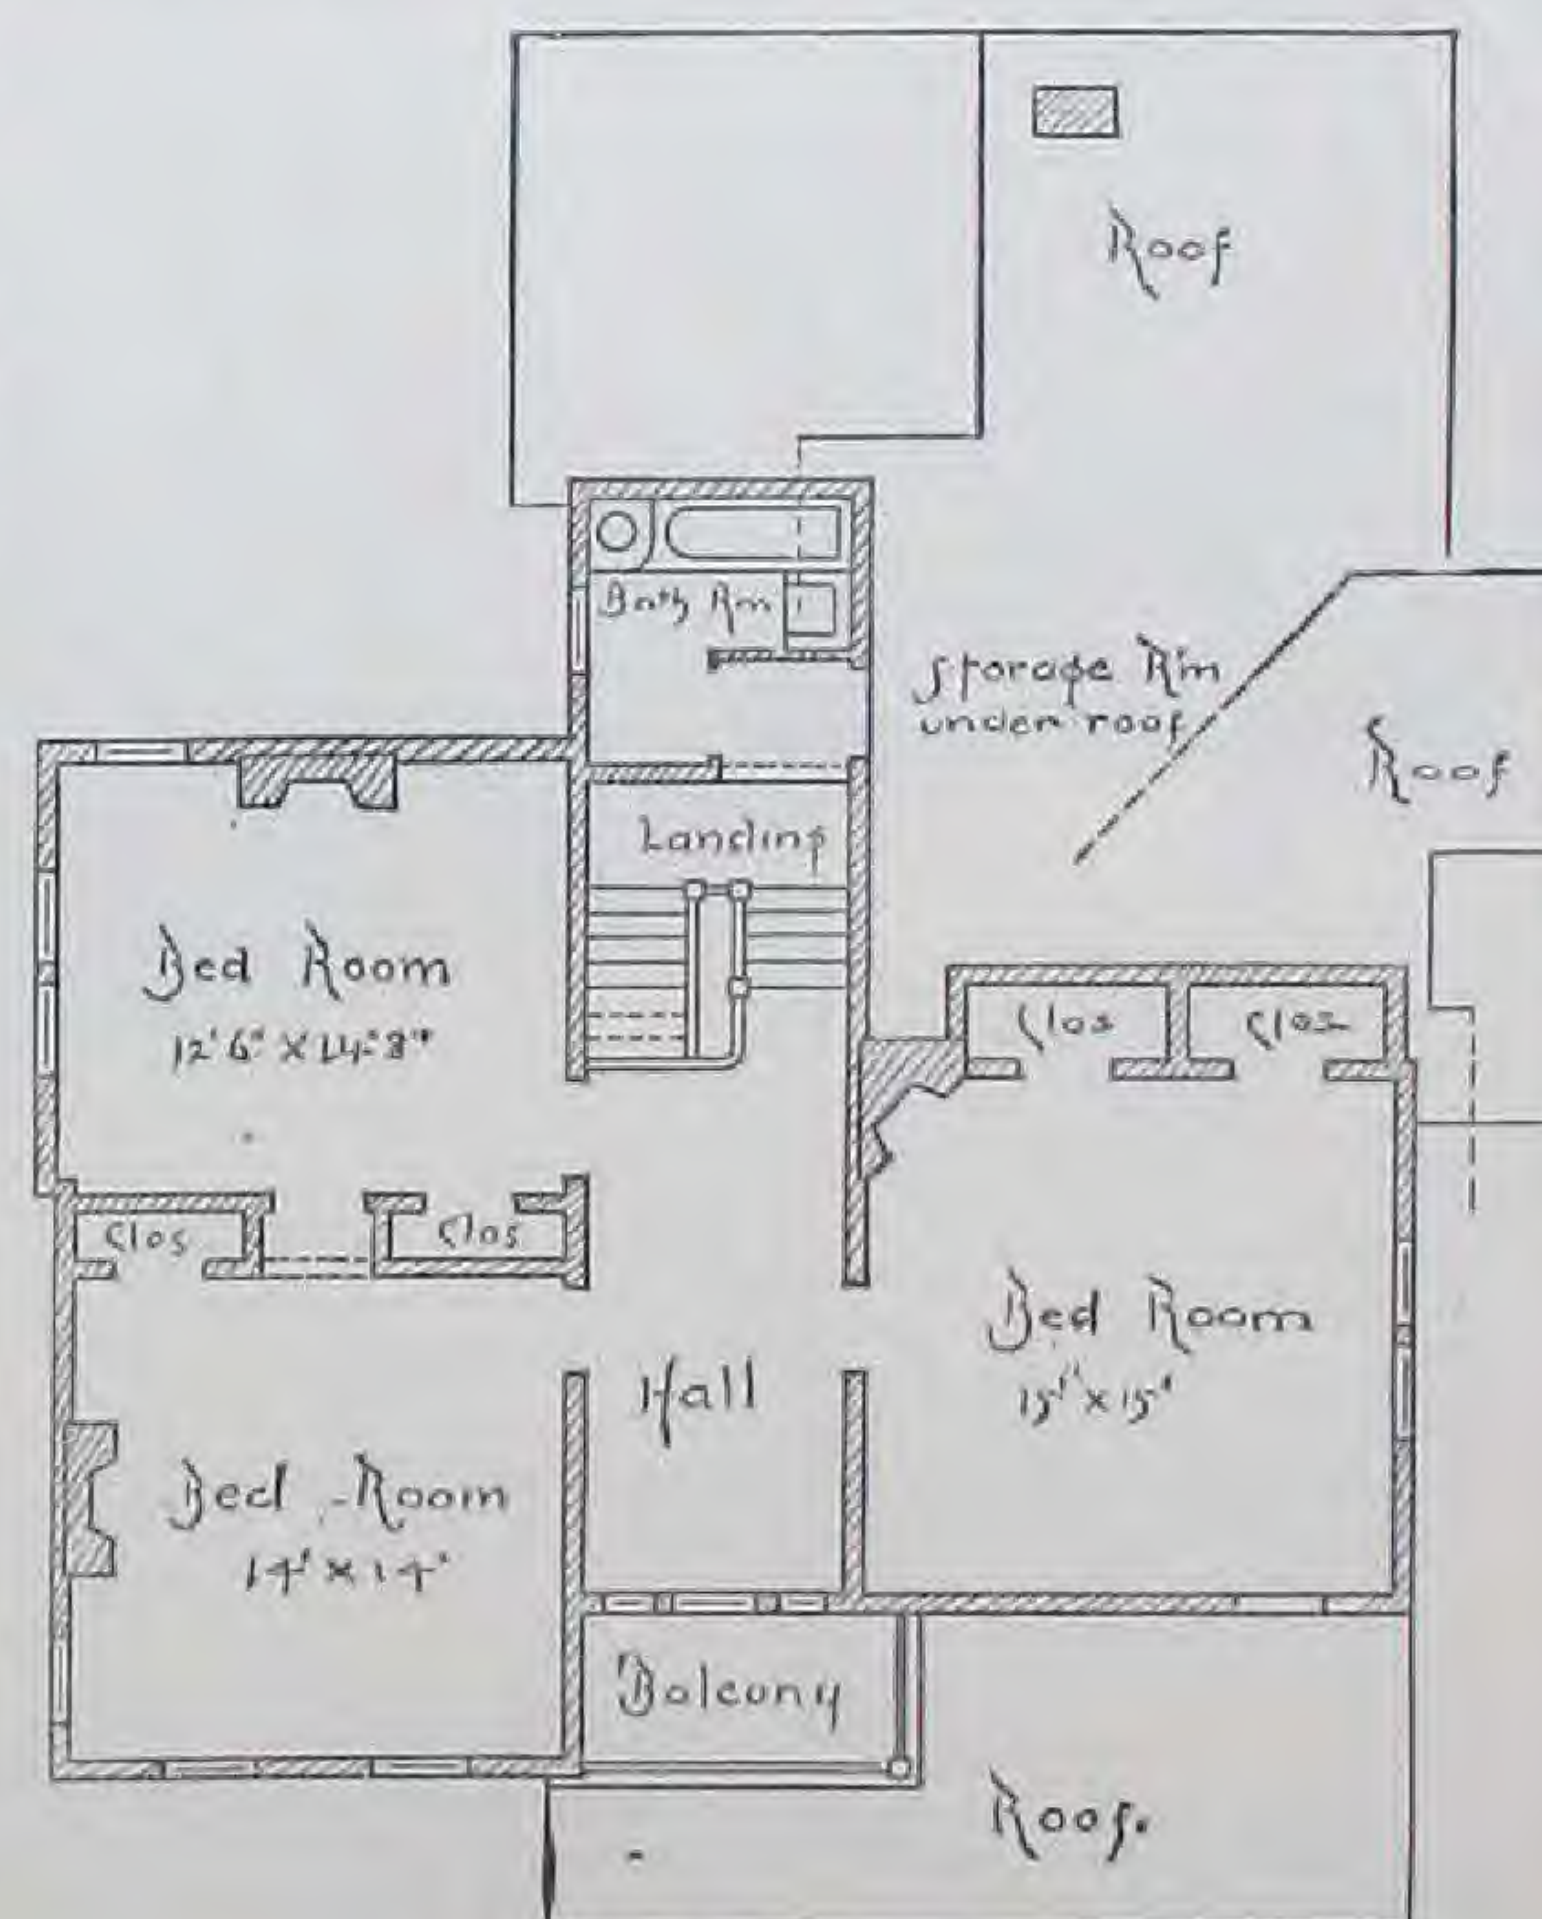 Roof
Bath Rm
Storage R'm
under roof
Roof
Landing
Bed Room
12' 6" X 14' 8"
Clos
Clos
Clos
Clos
Bed Room
15' X 15'
Hall
Bed Room
14' X 14'
Balcony
Roof.